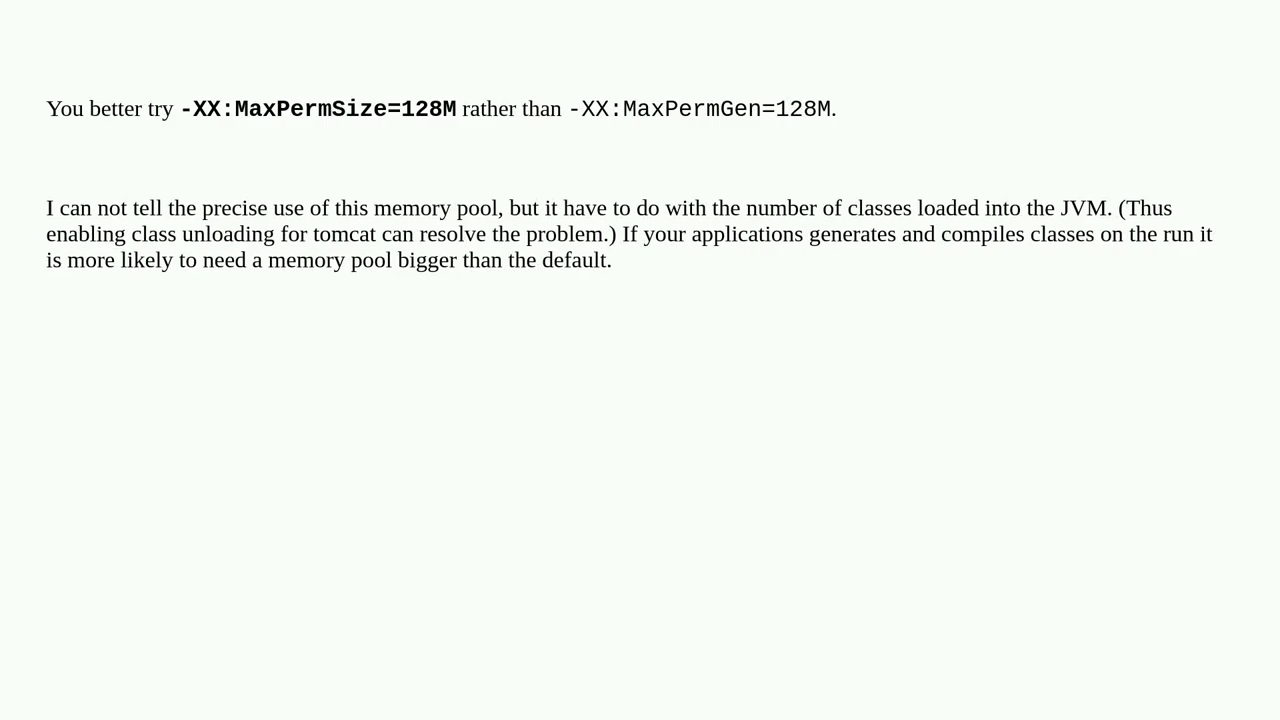 You better try -XX:MaxPermSize=128M rather than -XX:MaxPermGen=128M.
I can not tell the precise use of this memory pool, but it have to do with the number of classes loaded into the JVM. (Thus
enabling class unloading for tomcat can resolve the problem.) If your applications generates and compiles classes on the run it
is more likely to need a memory pool bigger than the default.